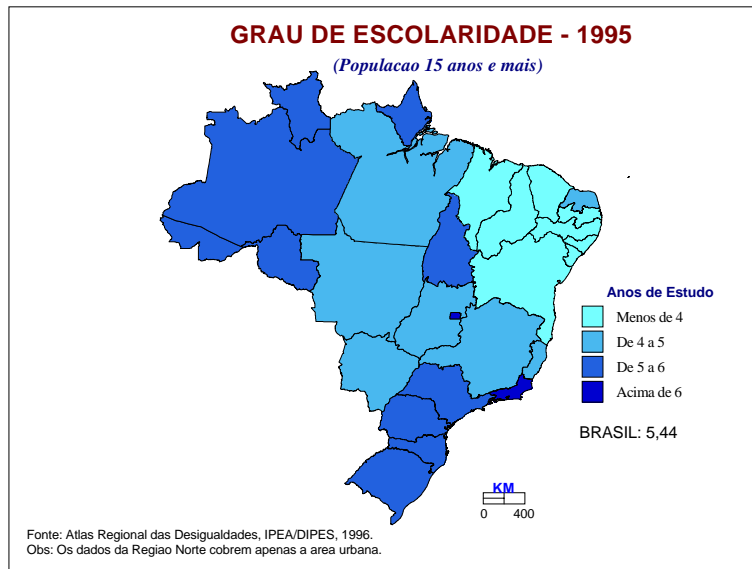 GRAU DE ESCOLARIDADE - 1995
(Populacao 15 anos e mais)
Anos de Estudo
Menos de 4
De 4 a 5
De 5 a 6
Acima de 6
BRASIL: 5,44
KM
0 400
Fonte: Atlas Regional das Desigualdades, IPEA/DIPES, 1996.
Obs: Os dados da Regiao Norte cobrem apenas a area urbana.